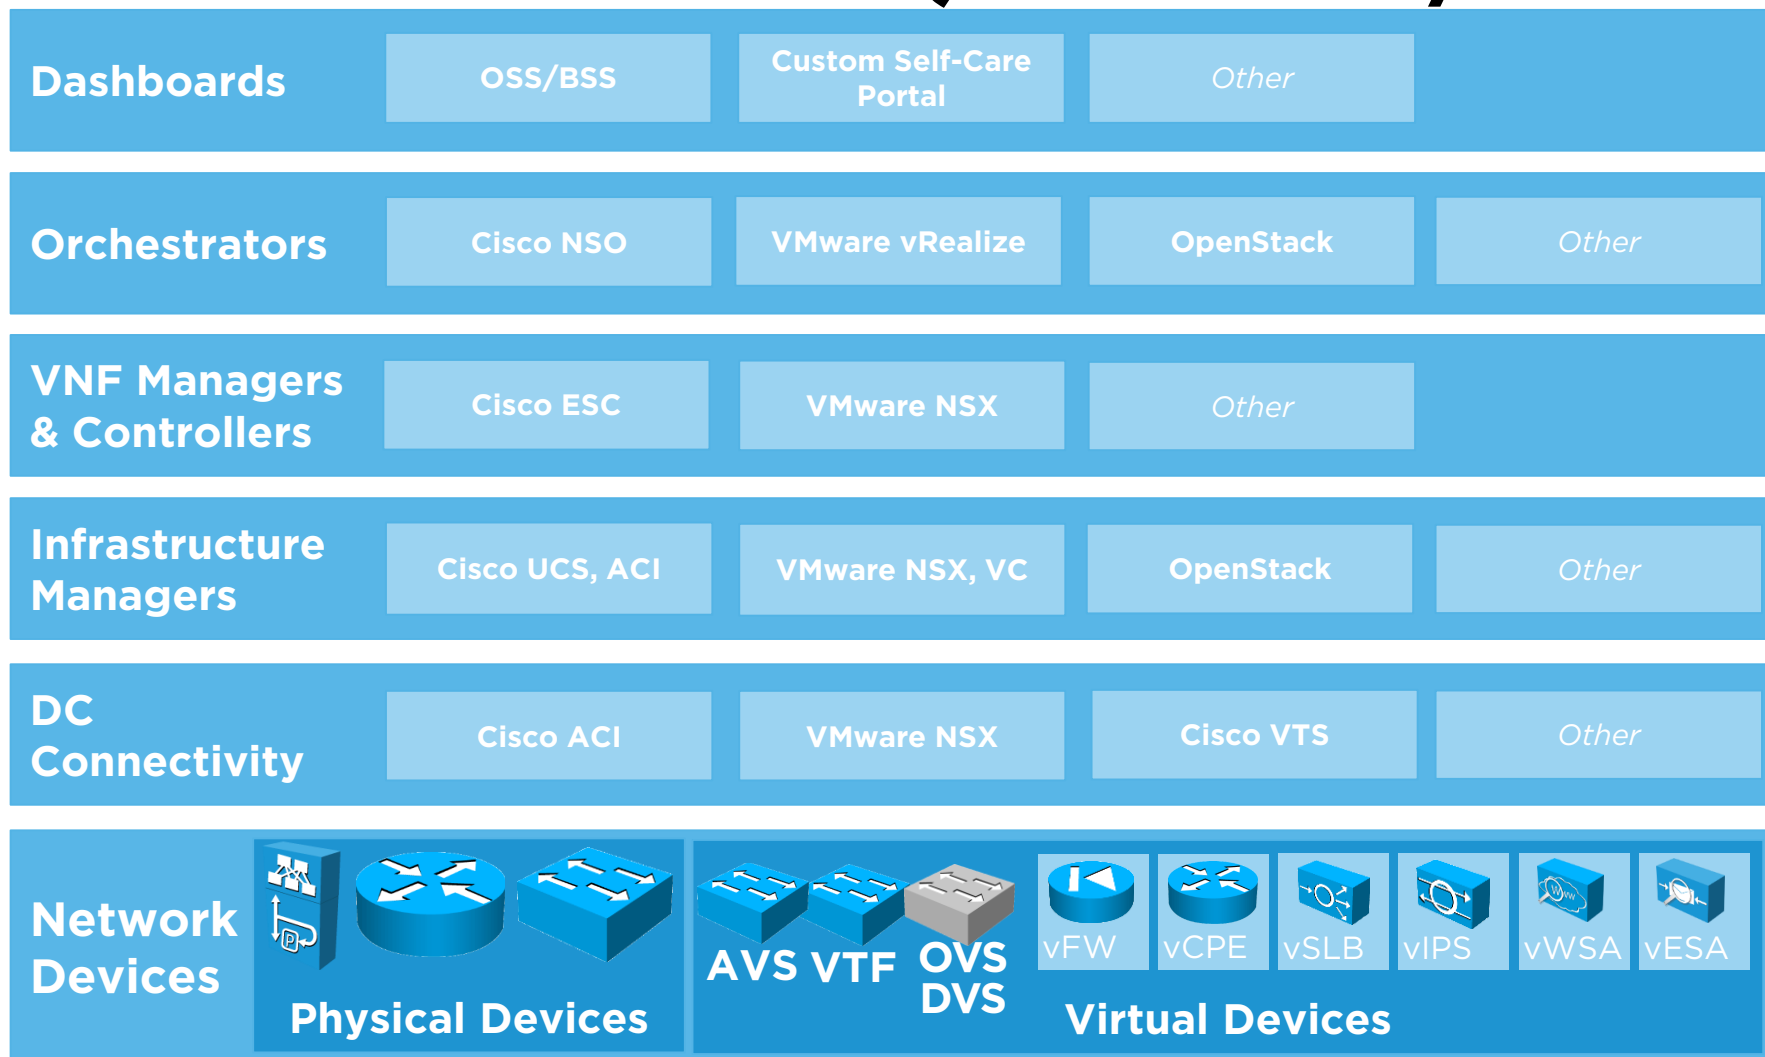 Dashboards
OSS/BSS
Custom Self-Care
Portal
Other
Orchestrators
Cisco NSO
VMware vRealize
OpenStack
Other
VNF Managers
& Controllers
Cisco ESC
VMware NSX
Other
Infrastructure
Managers
Cisco UCS, ACI
VMware NSX, VC
OpenStack
Other
DC
Connectivity
Cisco ACI
VMware NSX
Cisco VTS
Other
Network
Devices
P
Physical Devices
AVS
VTF
OVS
DVS
vFW
vCPE
vSLB
vIPS
vWSA
vESA
Virtual Devices